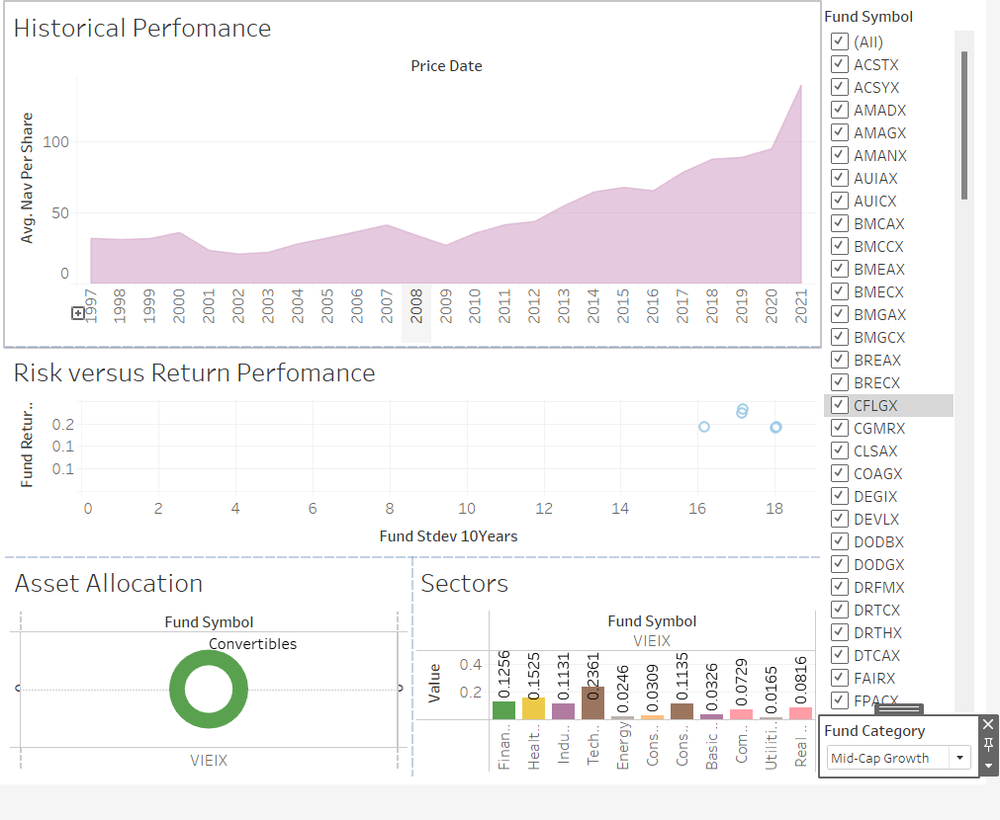 Historical Perfomance
Price Date
Avg. Nav Per Share
100
50
0
1997
1998
1999
2000
2001
2002
2003
2004
2005
2006
2007
2008
2009
2010
2011
2012
2013
2014
2015
2016
2017
2018
2019
2020
2021
Risk versus Return Perfomance
Fund Retur..
0.2
0.1
0.1
0
2
4
6
8
10
12
14
16
18
Fund Stdev 10Years
Asset Allocation
Fund Symbol
Convertibles
VIEIX
Sectors
Fund Symbol
VIEIX
Value
0.4
0.2
0.1256
0.1525
0.1131
0.2361
0.0246
0.0309
0.1135
0.0326
0.0729
0.0165
0.0816
Finan..
Healt..
Indu..
Tech..
Energy
Cons..
Cons..
Basic ..
Com..
Utiliti..
Real ..
Fund Symbol
(All)
ACSTX
ACSYX
AMADX
AMAGX
AMANX
AUIAX
AUICX
BMCAX
BMCCX
BMEAX
BMECX
BMGAX
BMGCX
BREAX
BRECX
CFLGX
CGMRX
CLSAX
COAGX
DEGIX
DEVLX
DODBX
DODGX
DRFMX
DRTCX
DRTHX
DTCAX
FAIRX
FPACX
Fund Category
Mid-Cap Growth